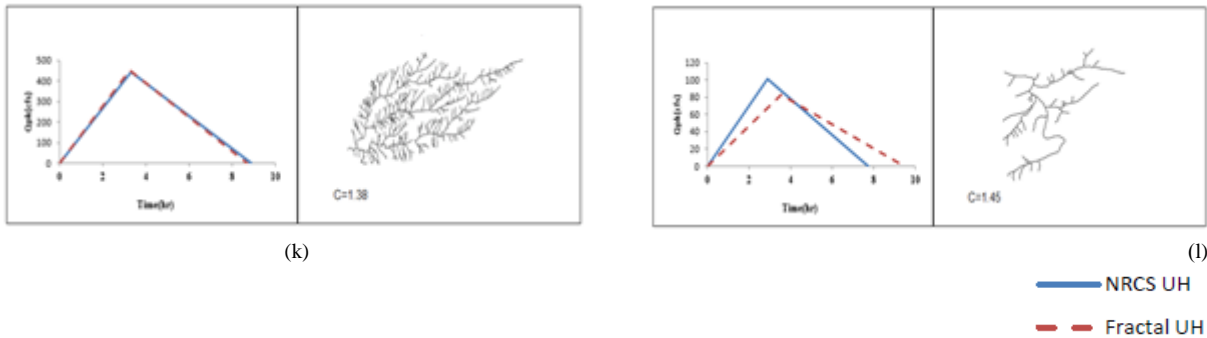 500
400
300
200
100
0
Qph(cfs)
0 2 4 6 8 10
Time(hr)
C=1.38
(k)
120
100
80
60
40
20
0
Qph(cfs)
0 2 4 6 8 10
Time(hr)
C=1.45
(l)
NRCS UH
Fractal UH